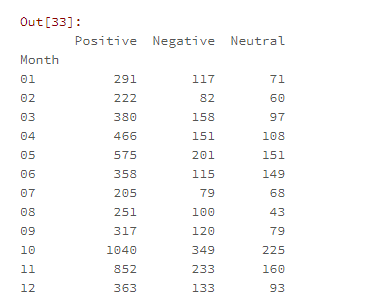 Out[33]:
Positive Negative Neutral
Month
01 291 117 71
02 222 82 60
03 380 158 97
04 466 151 108
05 575 201 151
06 358 115 149
07 205 79 68
08 251 100 43
09 317 120 79
10 1040 349 225
11 852 233 160
12 363 133 93